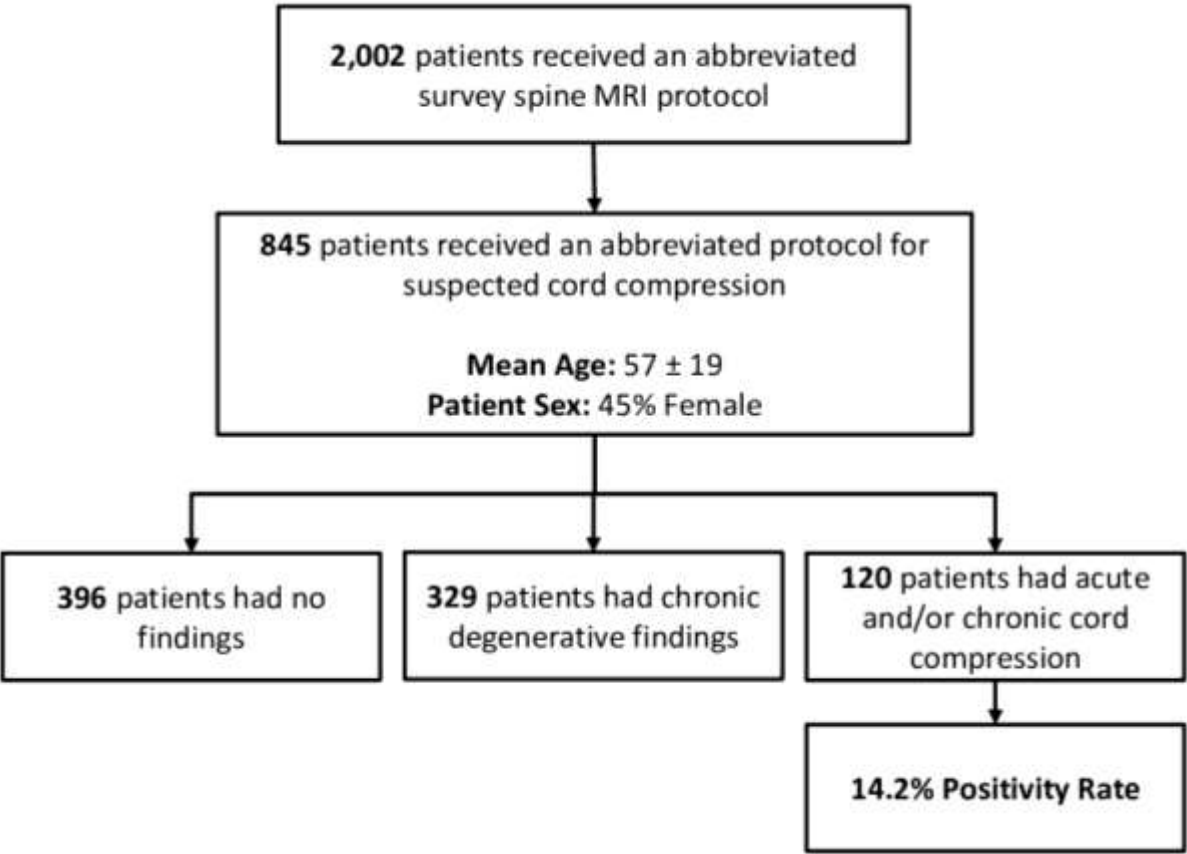 2,002 patients received an abbreviated
survey spine MRI protocol
845 patients received an abbreviated protocol for
suspected cord compression
Mean Age: 57 ± 19
Patient Sex: 45% Female
396 patients had no
findings
329 patients had chronic
degenerative findings
120 patients had acute
and/or chronic cord
compression
14.2% Positivity Rate